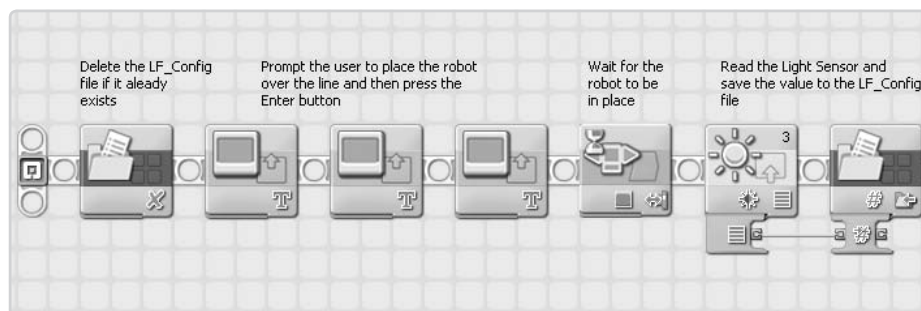 Delete the LF_Config
file if it already
exists
Prompt the user to place the robot
over the line and then press the
Enter button
Wait for the
robot to be
in place
Read the Light Sensor and
save the value to the LF_Config
file
3
T
T
T
#
#